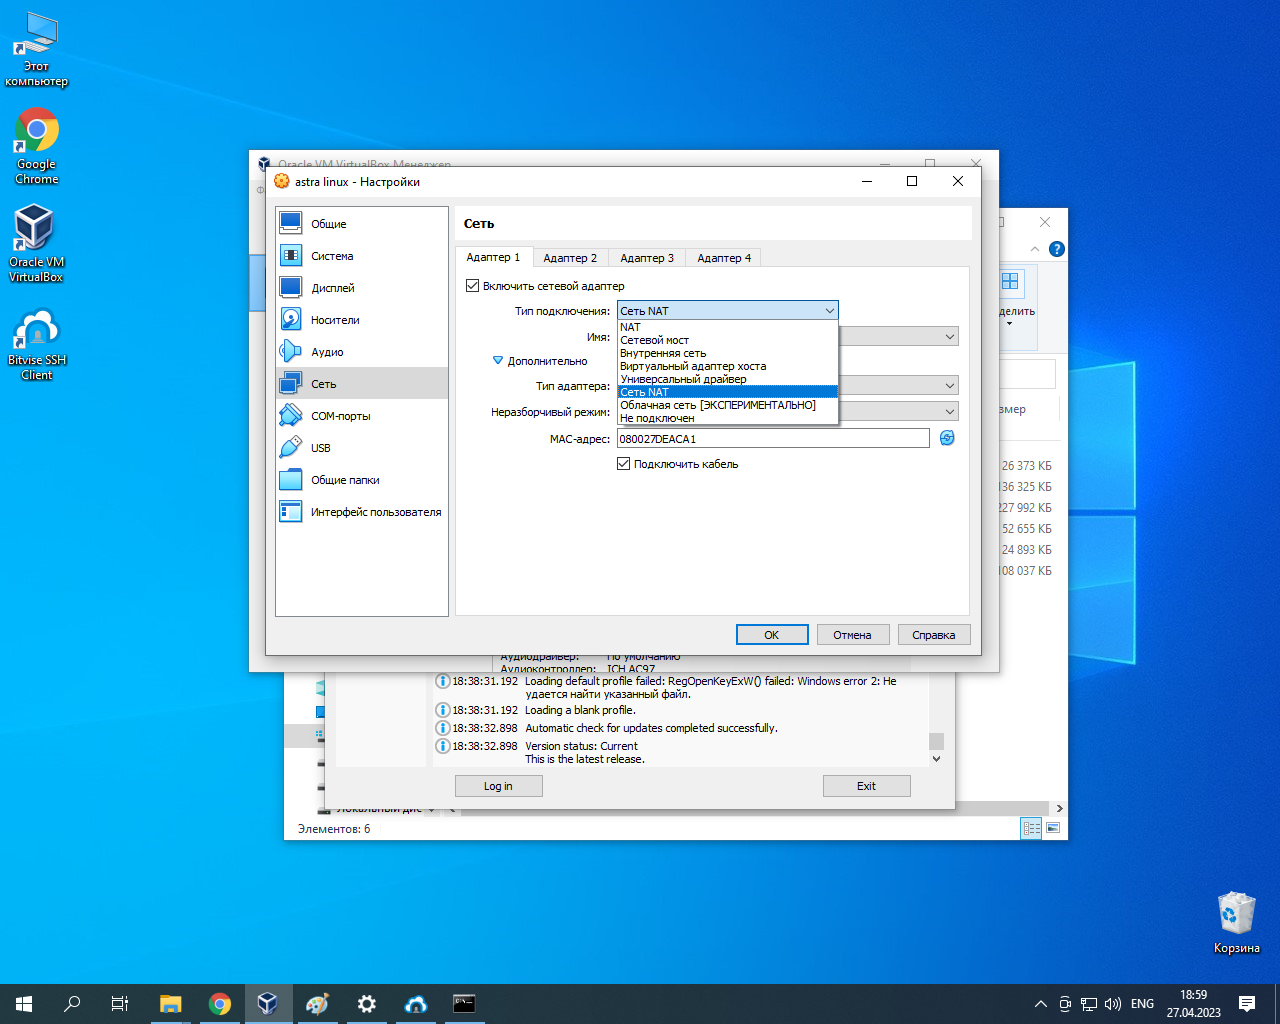 Этот
компьютер
Google
Chrome
Oracle VM
VirtualBox
Bitvise SSH
Client
Oracle VM VirtualBox Менеджер
astra linux - Настройки
Общие
Система
Дисплей
Носители
Аудио
Сеть
COM-порты
USB
Общие папки
Интерфейс пользователя
Сеть
Адаптер 1
Адаптер 2
Адаптер 3
Адаптер 4
Включить сетевой адаптер
Тип подключения: Сеть NAT
NAT
Сетевой мост
Внутренняя сеть
Виртуальный адаптер хоста
Универсальный драйвер
Сеть NAT
Облачная сеть [ЭКСПЕРИМЕНТАЛЬНО]
Не подключен
Имя:
Дополнительно
Тип адаптера:
Неразборчивый режим:
MAC-адрес: 080027DEACA1
Подключить кабель
OK
Отмена
Справка
делить
змер
26 373 КБ
136 325 КБ
227 992 КБ
52 655 КБ
24 893 КБ
108 037 КБ
Аудиодрайвер: По умолчанию
Аудиоконтроллер: ICH AC97
18:38:31.192 Loading default profile failed: RegOpenKeyExW() failed: Windows error 2: Не
удается найти указанный файл.
18:38:31.192 Loading a blank profile.
18:38:32.898 Automatic check for updates completed successfully.
18:38:32.898 Version status: Current
This is the latest release.
Log in
Exit
Локальный дис
Элементов: 6
Корзина
ENG
18:59
27.04.2023